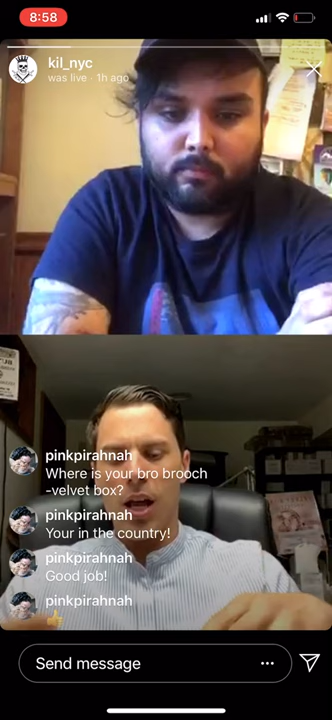 8:58
kil_nyc
was live · 1h ago
pinkpirahnah
Where is your bro brooch
-velvet box?
pinkpirahnah
Your in the country!
pinkpirahnah
Good job!
pinkpirahnah
👍
Send message